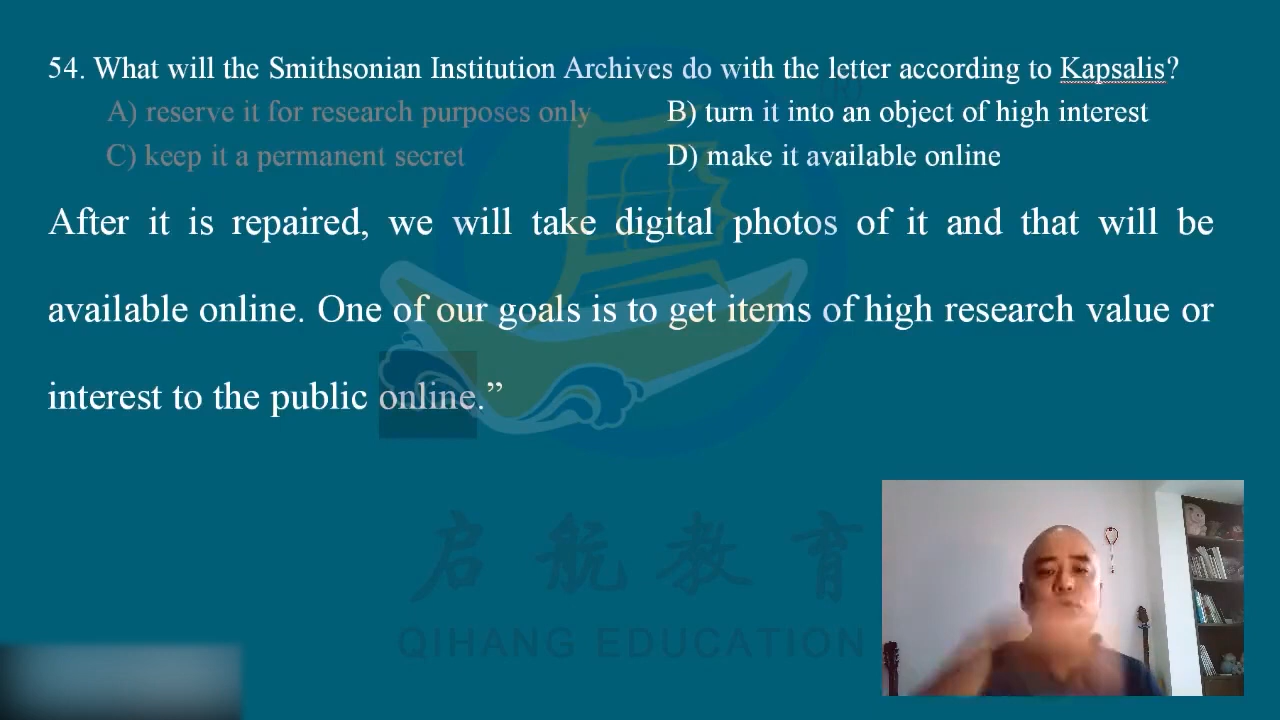 54. What will the Smithsonian Institution Archives do with the letter according to Kapsalis?
A) reserve it for research purposes only
B) turn it into an object of high interest
C) keep it a permanent secret
D) make it available online
After it is repaired, we will take digital photos of it and that will be
available online. One of our goals is to get items of high research value or
interest to the public online.”
启航教育
QIHANG EDUCATION
®